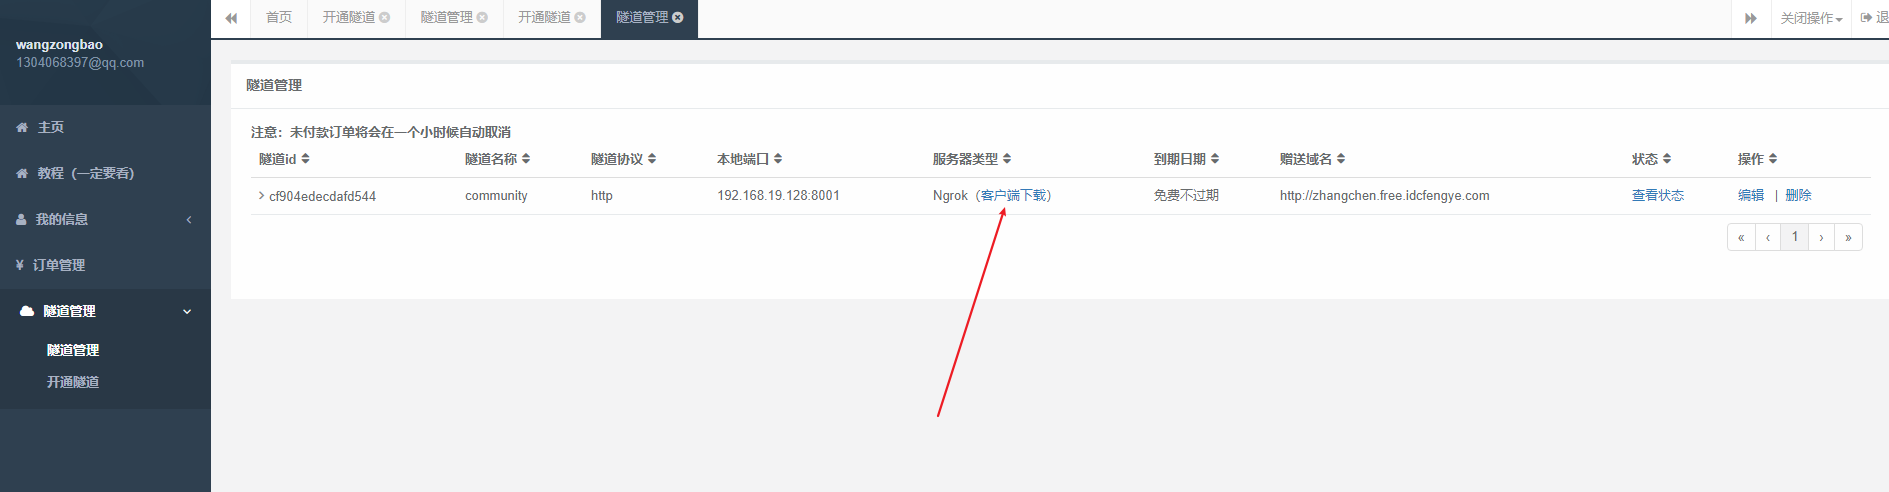 首页 开通隧道 隧道管理 开通隧道 隧道管理 关闭操作 退
wangzongbao
1304068397@qq.com
主页
教程（一定要看）
我的信息
订单管理
隧道管理
隧道管理
开通隧道
隧道管理
注意：未付款订单将会在一个小时候自动取消
隧道id 隧道名称 隧道协议 本地端口 服务器类型 到期日期 赠送域名 状态 操作
cf904edecdafd544 community http 192.168.19.128:8001 Ngrok（客户端下载） 免费不过期 http://zhangchen.free.idcfengye.com 查看状态 编辑 | 删除
« ‹ 1 › »